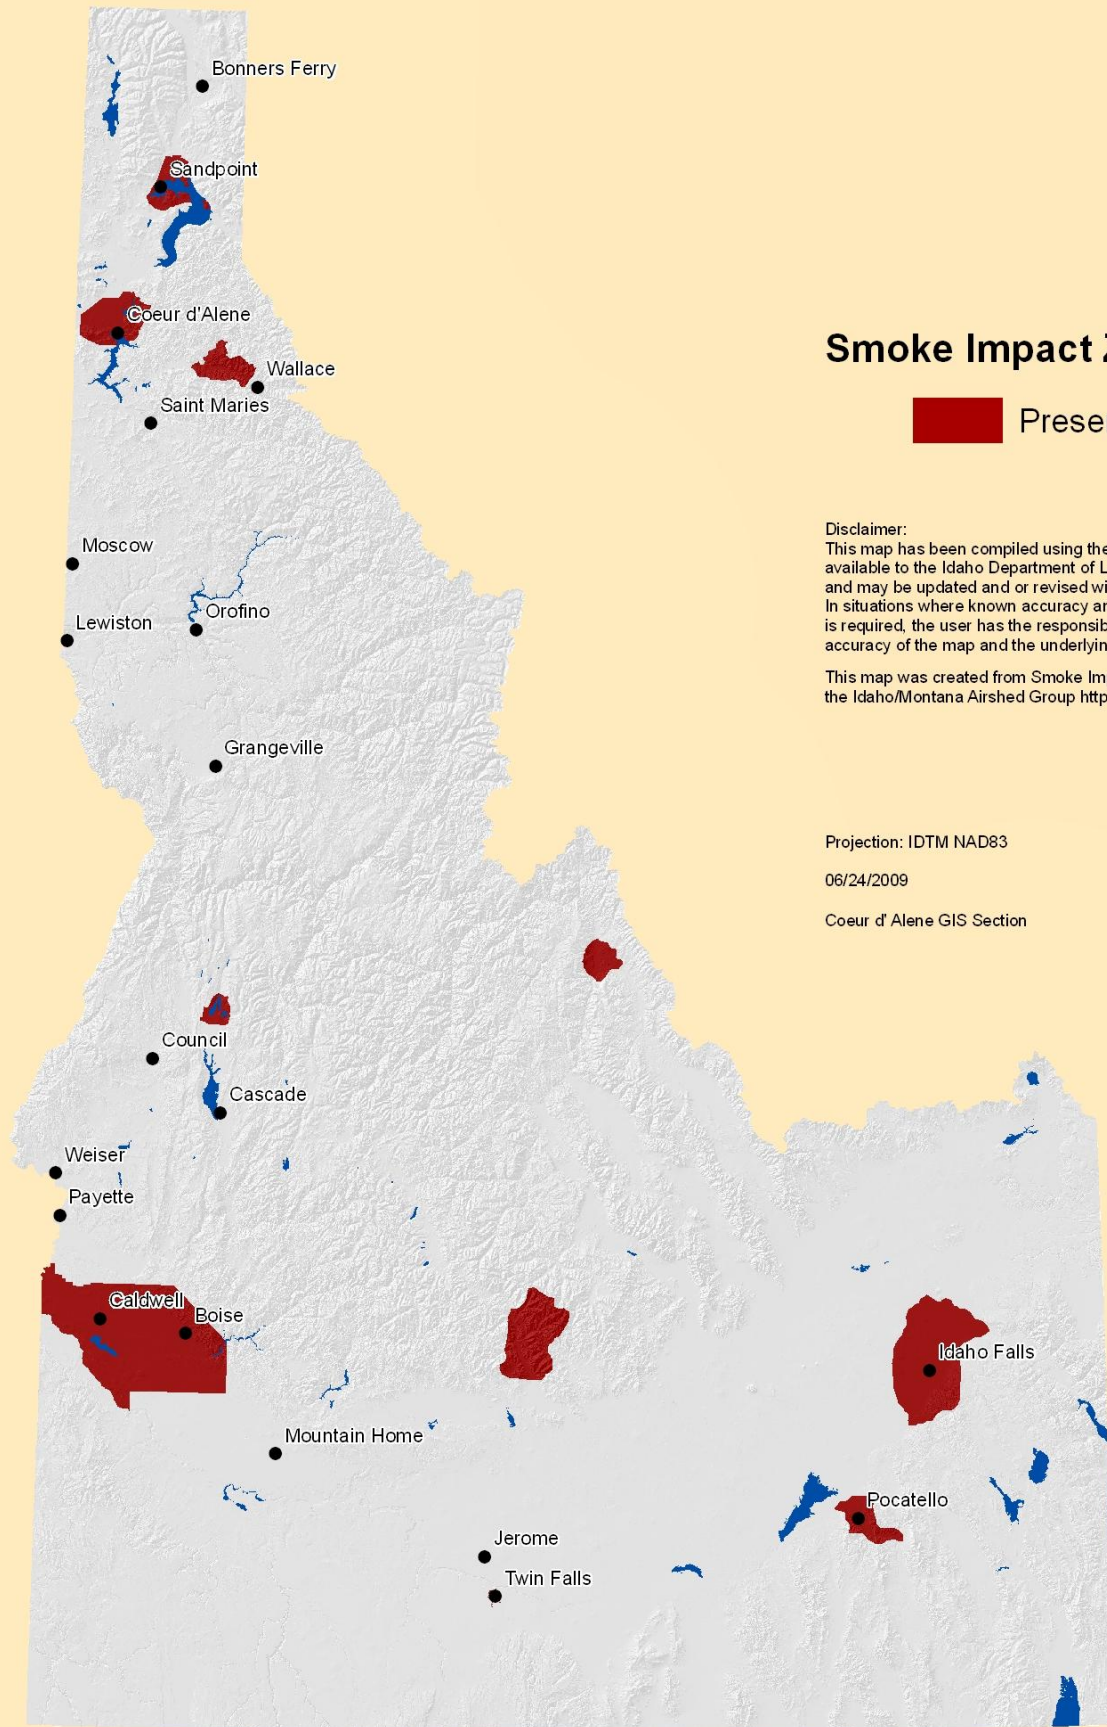 Bonners Ferry
Sandpoint
Coeur d'Alene
Wallace
Saint Maries
Smoke Impact
Prese
Disclaimer:
This map has been compiled using the
available to the Idaho Department of L
and may be updated and or revised wi
In situations where known accuracy a
is required, the user has the responsib
accuracy of the map and the underlyin
This map was created from Smoke Im
the Idaho/Montana Airshed Group http
Moscow
Orofino
Lewiston
Grangeville
Projection: IDTM NAD83
06/24/2009
Coeur d' Alene GIS Section
Council
Cascade
Weiser
Payette
Caldwell
Boise
Idaho Falls
Mountain Home
Pocatello
Jerome
Twin Falls